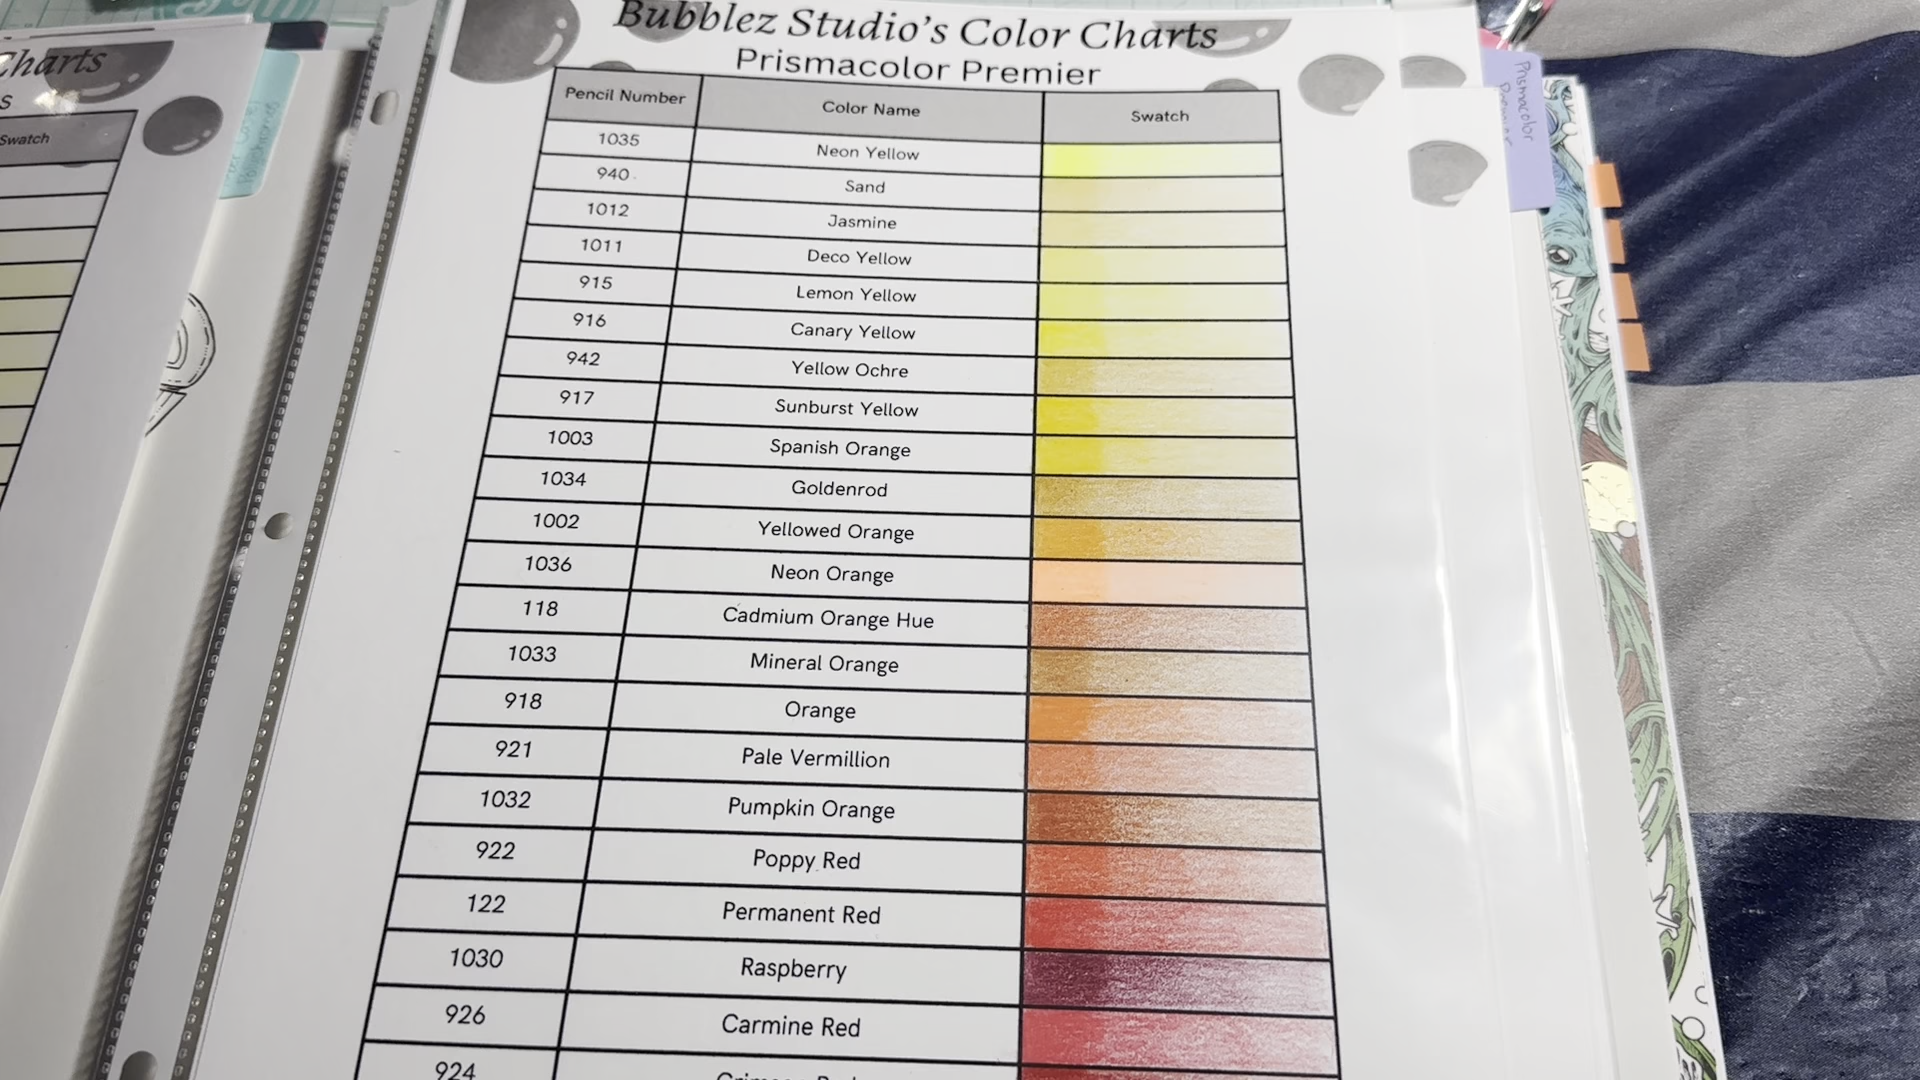 Charts
s
Swatch
Bubblez Studio's Color Charts
Prismacolor Premier
Pencil Number Color Name Swatch
1035 Neon Yellow
940 Sand
1012 Jasmine
1011 Deco Yellow
915 Lemon Yellow
916 Canary Yellow
942 Yellow Ochre
917 Sunburst Yellow
1003 Spanish Orange
1034 Goldenrod
1002 Yellowed Orange
1036 Neon Orange
118 Cadmium Orange Hue
1033 Mineral Orange
918 Orange
921 Pale Vermillion
1032 Pumpkin Orange
922 Poppy Red
122 Permanent Red
1030 Raspberry
926 Carmine Red
924
Prismacolor